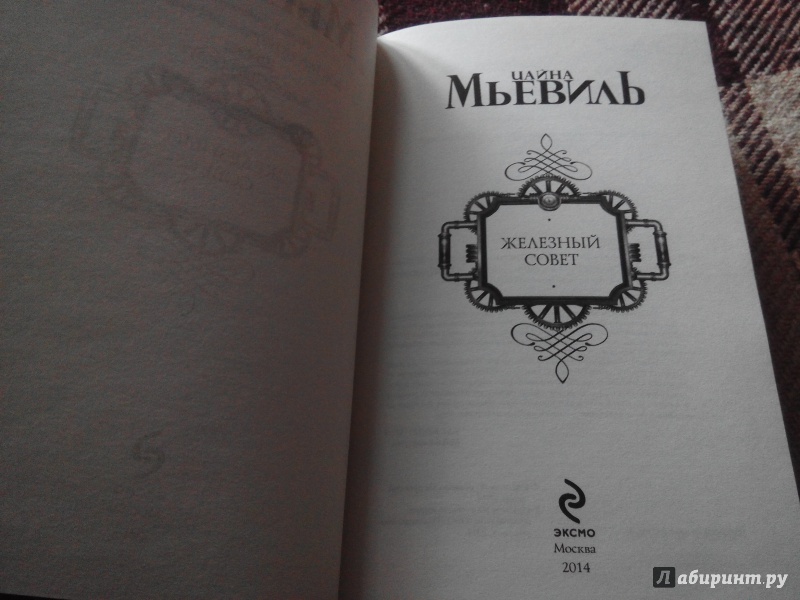 ЧАЙНА
МЬЕВИЛЬ
ЖЕЛЕЗНЫЙ
СОВЕТ
ЭКСМО
Москва
2014
Лабиринт.ру